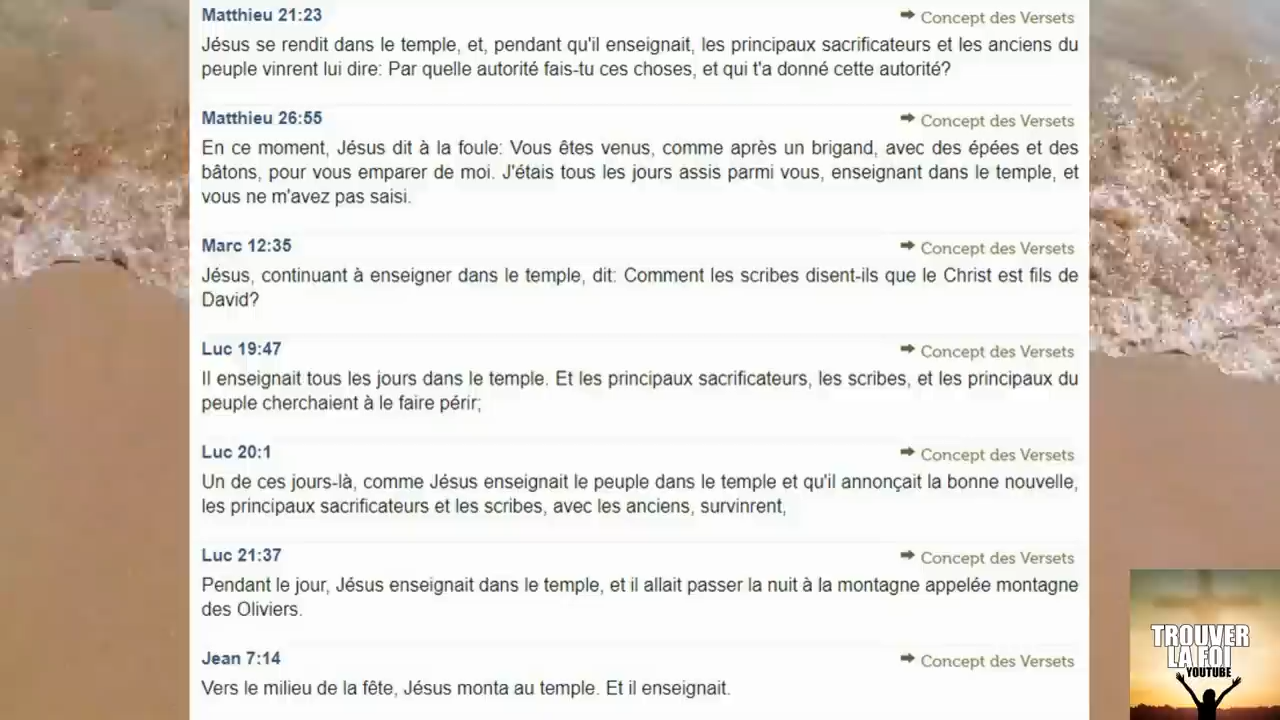 Matthieu 21:23
Concept des Versets
Jésus se rendit dans le temple, et, pendant qu'il enseignait, les principaux sacrificateurs et les anciens du
peuple vinrent lui dire: Par quelle autorité fais-tu ces choses, et qui t'a donné cette autorité?
Matthieu 26:55
Concept des Versets
En ce moment, Jésus dit à la foule: Vous êtes venus, comme après un brigand, avec des épées et des
bâtons, pour vous emparer de moi. J'étais tous les jours assis parmi vous, enseignant dans le temple, et
vous ne m'avez pas saisi.
Marc 12:35
Concept des Versets
Jésus, continuant à enseigner dans le temple, dit: Comment les scribes disent-ils que le Christ est fils de
David?
Luc 19:47
Concept des Versets
Il enseignait tous les jours dans le temple. Et les principaux sacrificateurs, les scribes, et les principaux du
peuple cherchaient à le faire périr;
Luc 20:1
Concept des Versets
Un de ces jours-là, comme Jésus enseignait le peuple dans le temple et qu'il annonçait la bonne nouvelle,
les principaux sacrificateurs et les scribes, avec les anciens, survinrent,
Luc 21:37
Concept des Versets
Pendant le jour, Jésus enseignait dans le temple, et il allait passer la nuit à la montagne appelée montagne
des Oliviers.
Jean 7:14
Concept des Versets
Vers le milieu de la fête, Jésus monta au temple. Et il enseignait.
TROUVER
LA FOI
YOUTUBE